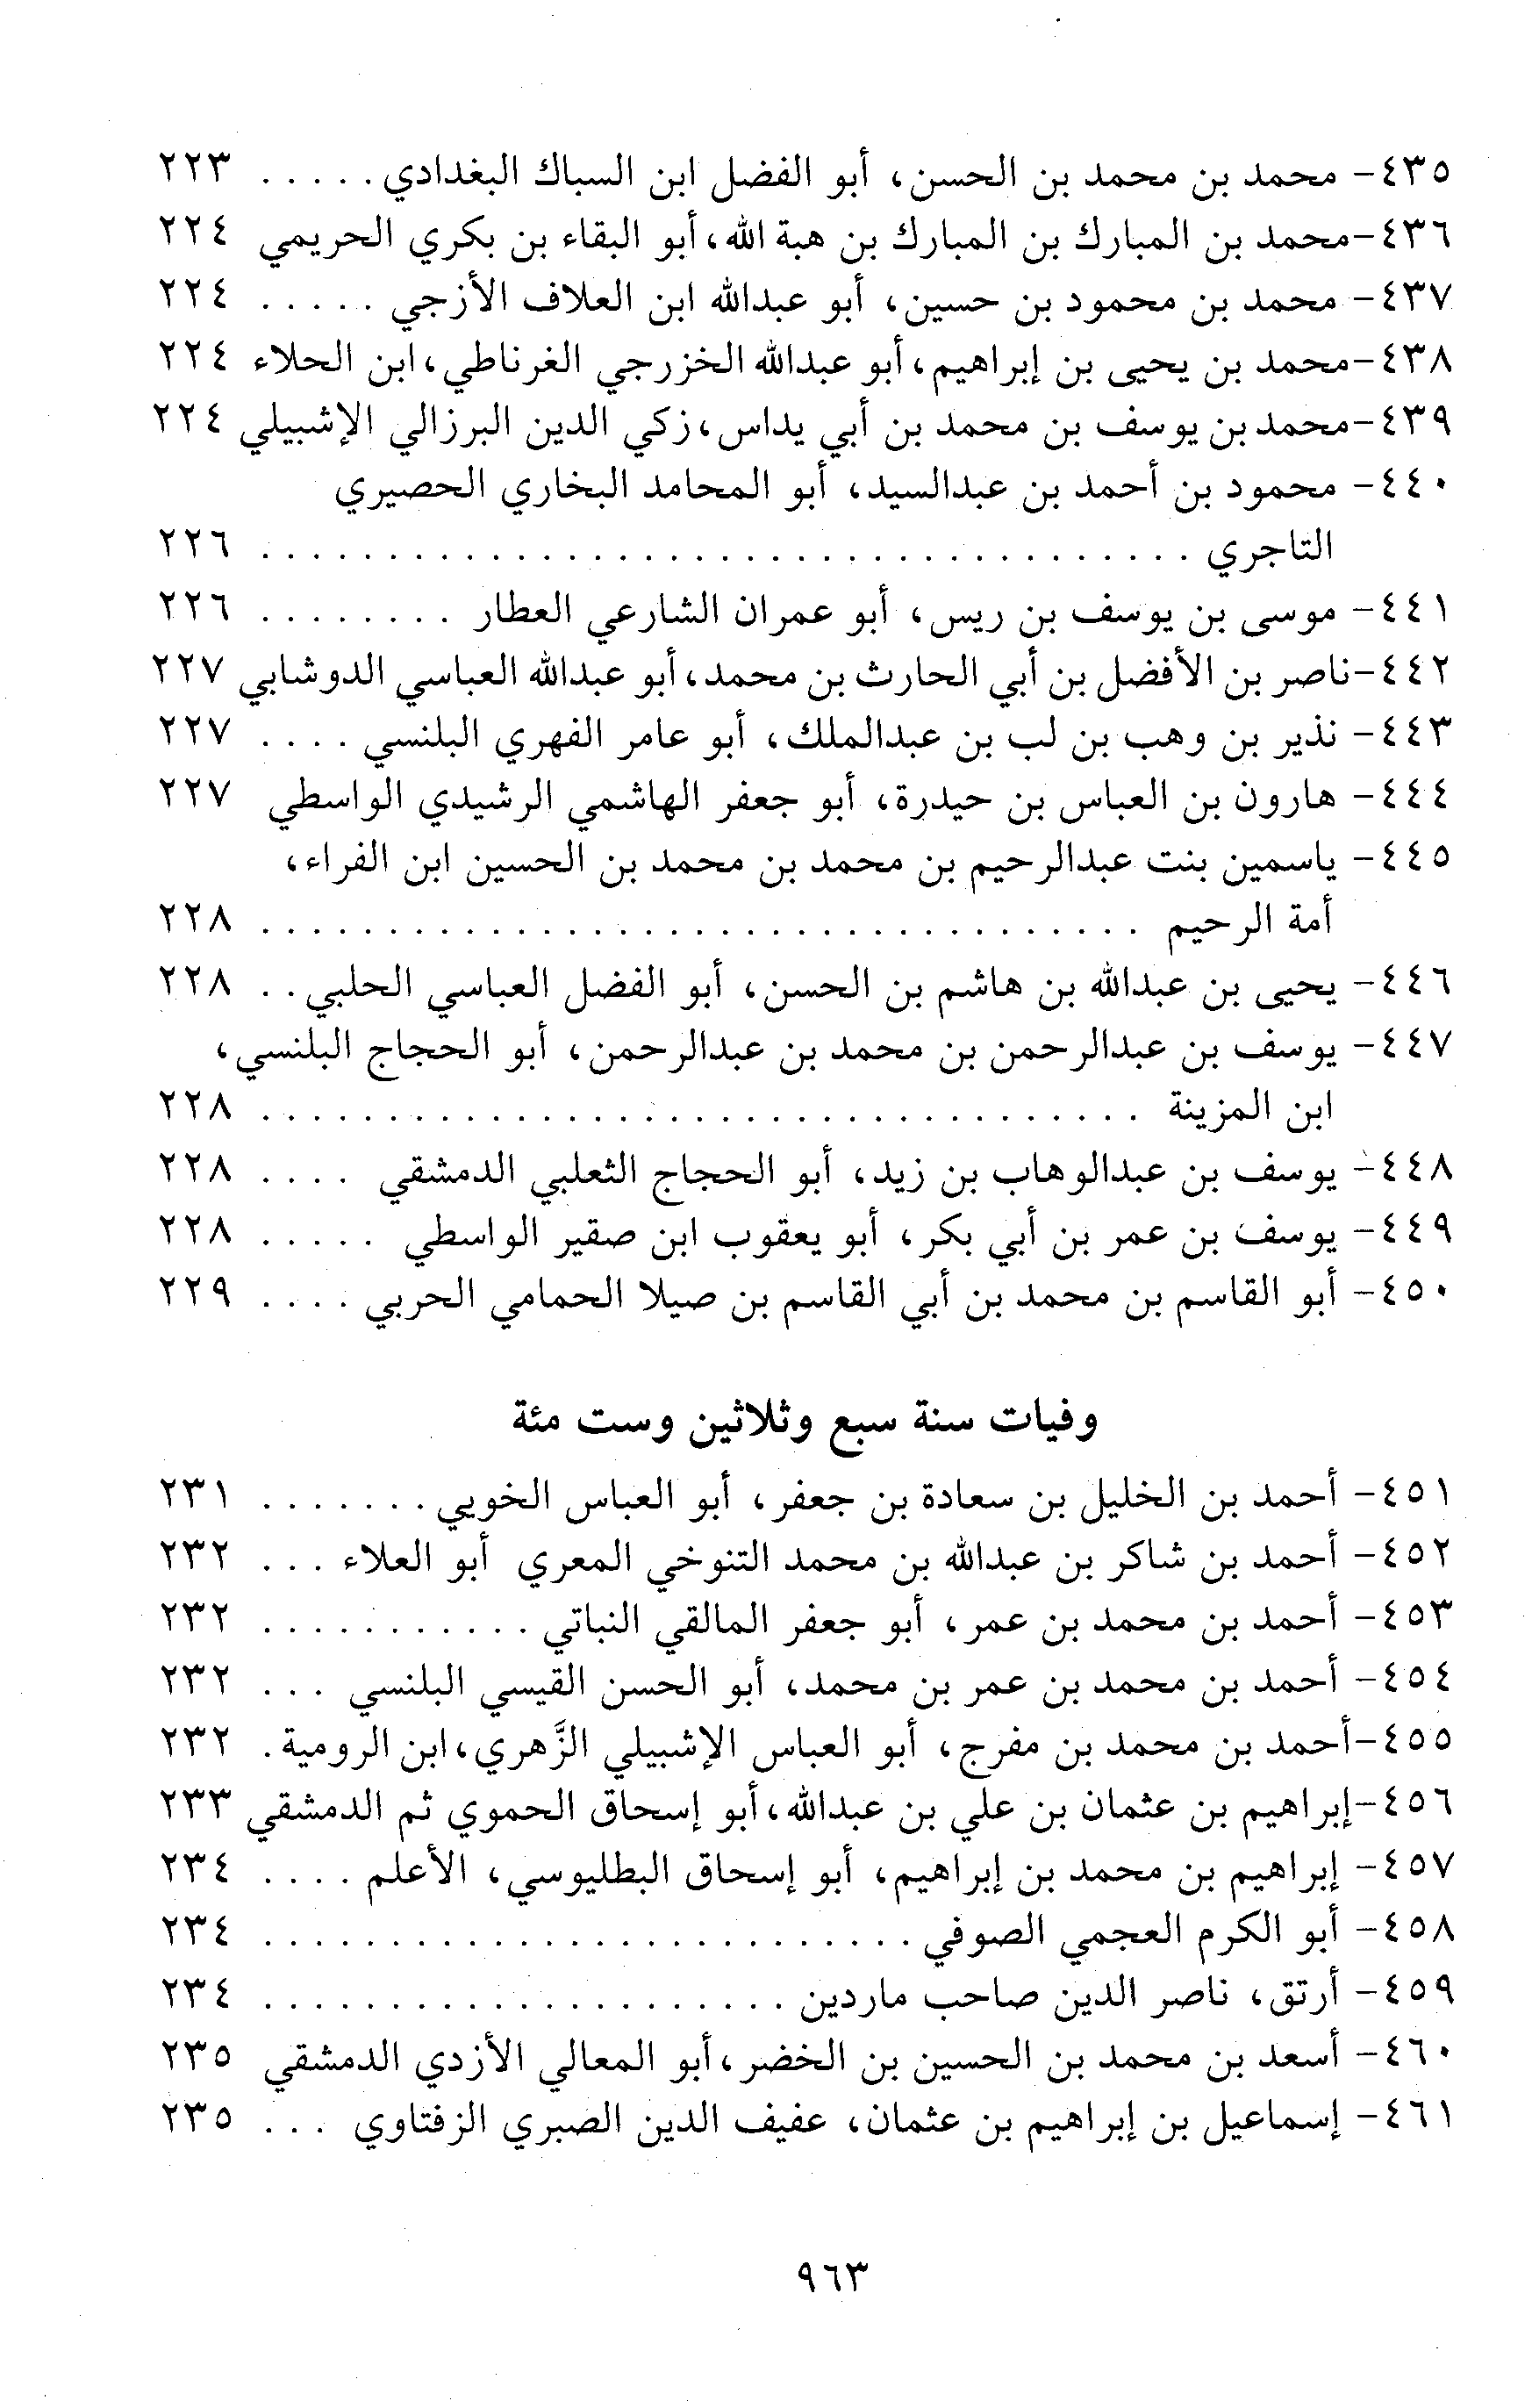 ٤٣٥- محمد بن محمد بن الحسن، أبو الفضل ابن السباك البغدادي ..... ٢٢٣
٤٣٦-محمد بن المبارك بن المبارك بن هبة الله،أبو البقاء بن بكري الحريمي ٢٢٤
٤٣٧- محمد بن محمود بن حسين، أبو عبدالله ابن العلاف الأزجي ..... ٢٢٤
٤٣٨-محمد بن يحيى بن إبراهيم،أبو عبدالله الخزرجي الغرناطي،ابن الحلاء ٢٢٤
٤٣٩-محمد بن يوسف بن محمد بن أبي يداس،زكي الدين البرزالي الإشبيلي ٢٢٤
٤٤٠- محمود بن أحمد بن عبدالسيد، أبو المحامد البخاري الحصيري
التاجري ..................................... ٢٢٦
٤٤١- موسى بن يوسف بن ريس، أبو عمران الشارعي العطار ........ ٢٢٦
٤٤٢-ناصر بن الأفضل بن أبي الحارث بن محمد،أبو عبدالله العباسي الدوشابي ٢٢٧
٤٤٣- نذير بن وهب بن لب بن عبدالملك، أبو عامر الفهري البلنسي .... ٢٢٧
٤٤٤- هارون بن العباس بن حيدرة، أبو جعفر الهاشمي الرشيدي الواسطي ٢٢٧
٤٤٥- ياسمين بنت عبدالرحيم بن محمد بن محمد بن الحسين ابن الفراء،
أمة الرحيم ................................... ٢٢٨
٤٤٦- يحيى بن عبدالله بن هاشم بن الحسن، أبو الفضل العباسي الحلبي .. ٢٢٨
٤٤٧- يوسف بن عبدالرحمن بن محمد بن عبدالرحمن، أبو الحجاج البلنسي،
ابن المزينة ................................... ٢٢٨
٤٤٨- يوسف بن عبدالوهاب بن زيد، أبو الحجاج الثعلبي الدمشقي .... ٢٢٨
٤٤٩- يوسف بن عمر بن أبي بكر، أبو يعقوب ابن صقير الواسطي ..... ٢٢٨
٤٥٠- أبو القاسم بن محمد بن أبي القاسم بن صيلا الحمامي الحربي .... ٢٢٩
وفيات سنة سبع وثلاثين وست مئة
٤٥١- أحمد بن الخليل بن سعادة بن جعفر، أبو العباس الخويي ....... ٢٣١
٤٥٢- أحمد بن شاكر بن عبدالله بن محمد التنوخي المعري أبو العلاء ... ٢٣٢
٤٥٣- أحمد بن محمد بن عمر، أبو جعفر المالقي النباتي ........... ٢٣٢
٤٥٤- أحمد بن محمد بن عمر بن محمد، أبو الحسن القيسي البلنسي ... ٢٣٢
٤٥٥-أحمد بن محمد بن مفرج، أبو العباس الإشبيلي الزَّهري،ابن الرومية . ٢٣٢
٤٥٦-إبراهيم بن عثمان بن علي بن عبدالله،أبو إسحاق الحموي ثم الدمشقي ٢٣٣
٤٥٧- إبراهيم بن محمد بن إبراهيم، أبو إسحاق البطليوسي، الأعلم .... ٢٣٤
٤٥٨- أبو الكرم العجمي الصوفي .......................... ٢٣٤
٤٥٩- أرتق، ناصر الدين صاحب ماردين ..................... ٢٣٤
٤٦٠- أسعد بن محمد بن الحسين بن الخضر،أبو المعالي الأزدي الدمشقي ٢٣٥
٤٦١- إسماعيل بن إبراهيم بن عثمان، عفيف الدين الصبري الزفتاوي ... ٢٣٥
٩٦٣